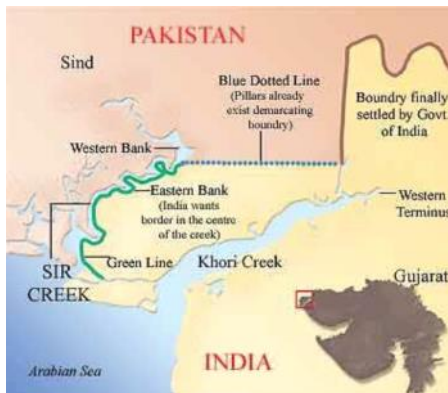 PAKISTAN
Sind
Blue Dotted Line
(Pillars already
exist demarcating
boundry)
Boundry finally
settled by Govt.
of India
Western Bank
Eastern Bank
(India wants
border in the centre
of the creek)
Western
Terminus
SIR
CREEK
Green Line
Khori Creek
Gujarat
INDIA
Arabian Sea